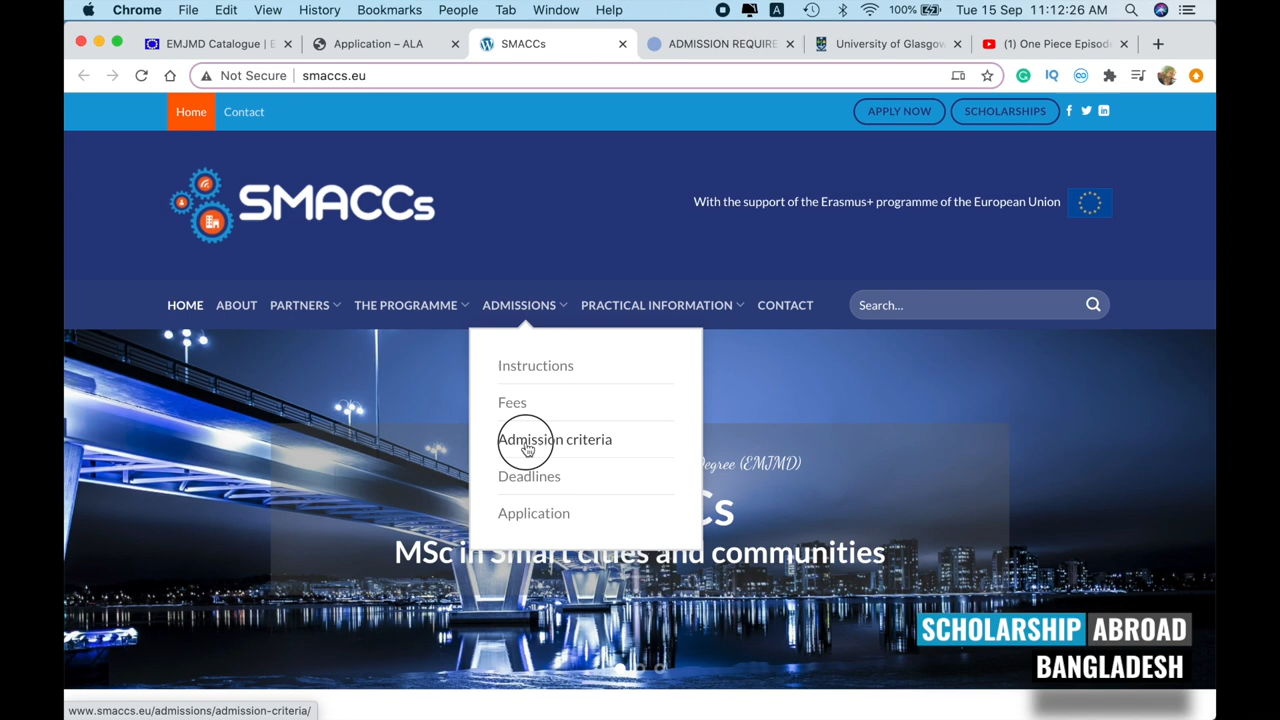 Chrome File Edit View History Bookmarks People Tab Window Help A 100% Tue 15 Sep 11:12:26 AM
EMJMD Catalogue | E Application – ALA SMACCs ADMISSION REQUIRE University of Glasgow (1) One Piece Episod
Not Secure smaccs.eu IQ
Home Contact APPLY NOW SCHOLARSHIPS
SMACCs
With the support of the Erasmus+ programme of the European Union
HOME ABOUT PARTNERS THE PROGRAMME ADMISSIONS PRACTICAL INFORMATION CONTACT Search...
Instructions
Fees
Admission criteria
Deadlines
Application
Degree (EMJMD)
Cs
MSc in Smart cities and communities
SCHOLARSHIP ABROAD
BANGLADESH
www.smaccs.eu/admissions/admission-criteria/